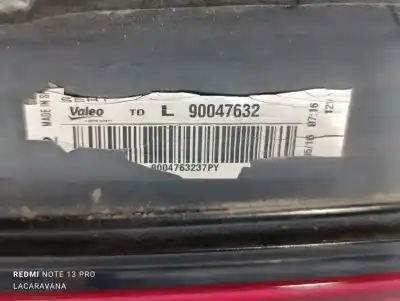 MADE IN S
Valeo TD L 90047632
9004763237PY
05/16 07:16
12V
REDMI NOTE 13 PRO
LACARAVANA